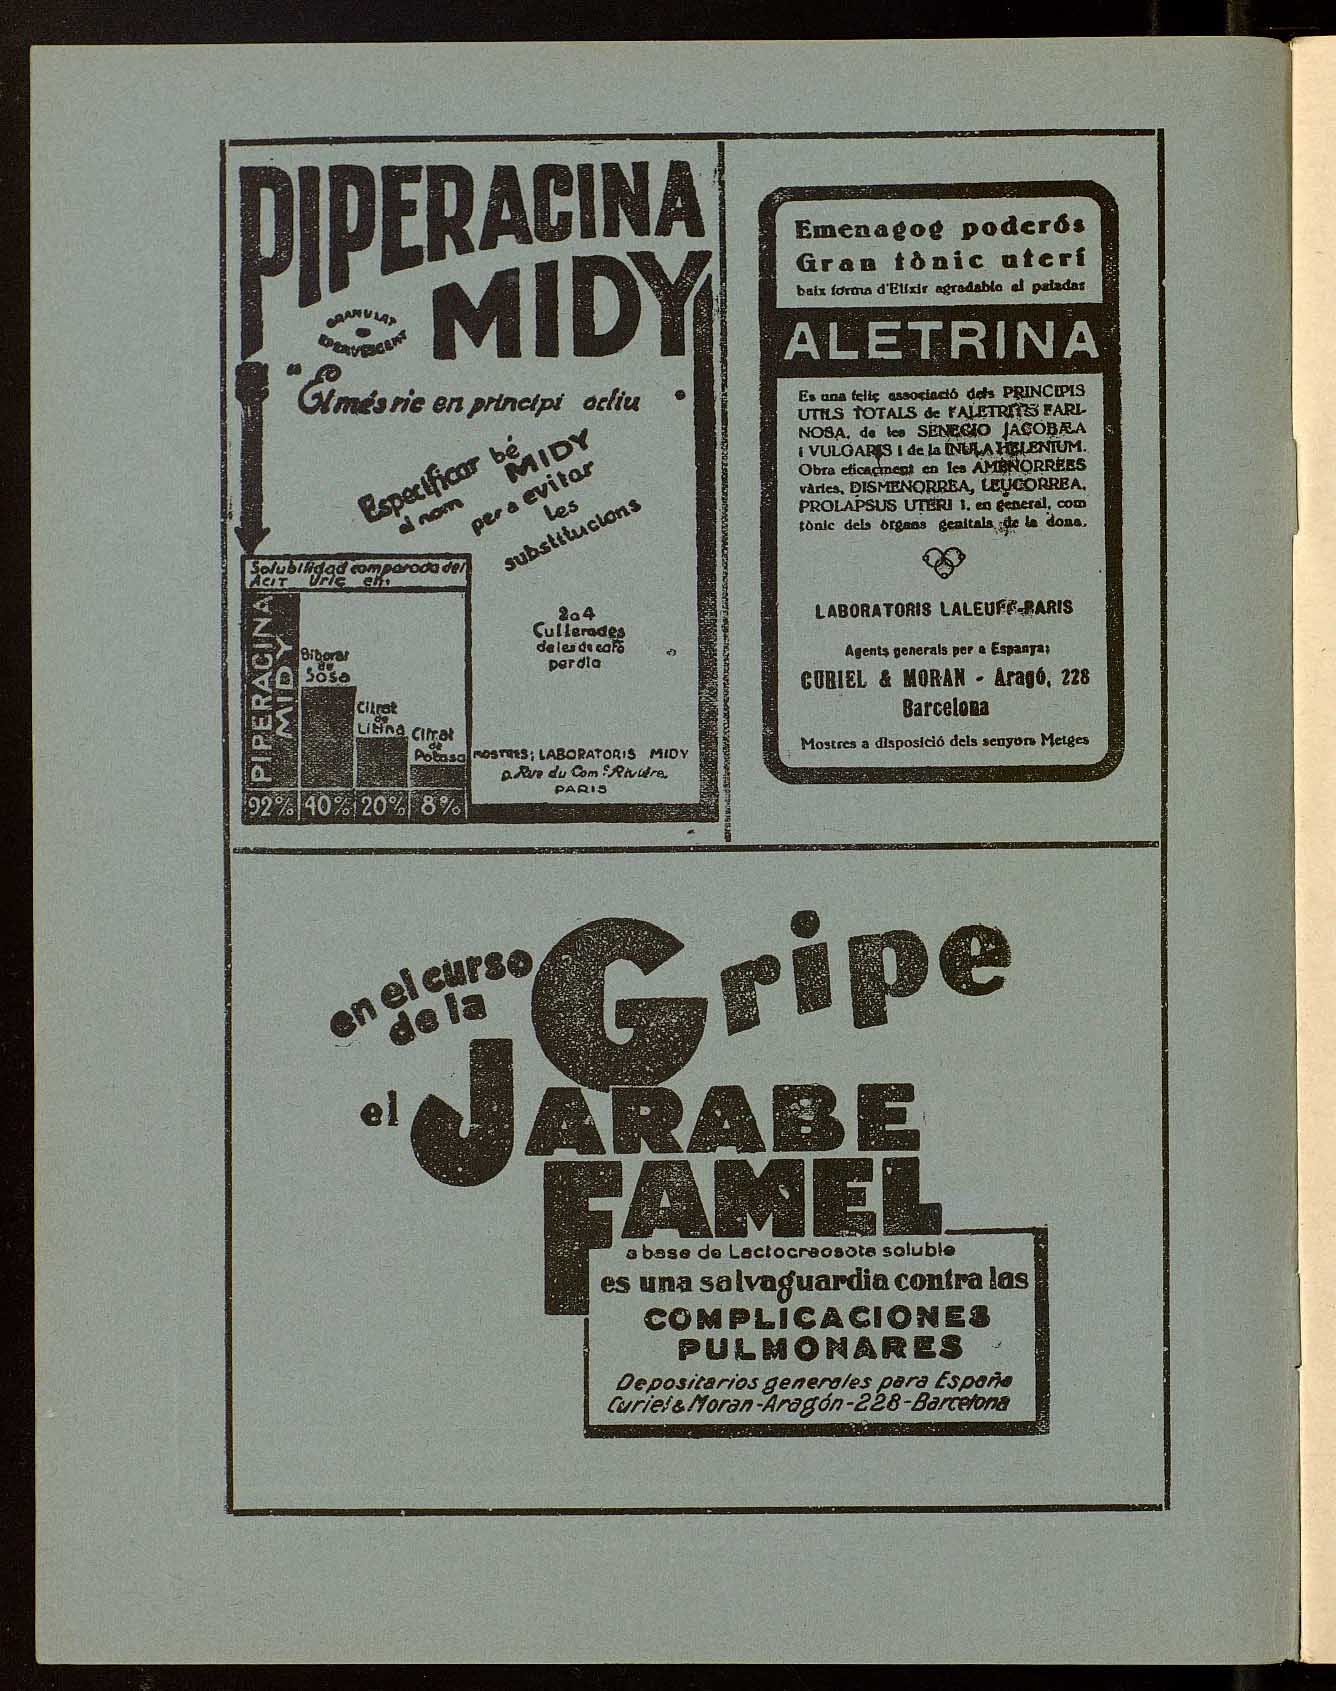 PIPERACINA
MIDY
GRANULAT
EFERVESCENT
"El més ric en principi actiu"
Especificar bé
el nom MIDY
per a evitar
les
substitucions
Solubilidad comparada del
Acit Uric en:
PIPERACINA
MIDY
Biborat
de
Sosa
Citrat
de
Litina
Citrat
de
Potasa
92% 40% 20% 8%
2 a 4
Cullerades
de les de café
per dia
MOSTRES; LABORATORIS MIDY
9. Rue du Com.t Rivière.
PARIS
Emenagog poderós
Gran tònic uterí
baix forma d'Elixir agradable al paladar
ALETRINA
Es una feliç associació dels PRINCIPIS
UTILS TOTALS de l'ALETRITS FARI-
NOSA, de les SENECIO JACOBÆA
i VULGARIS i de la INULA HELENIUM.
Obra eficaçment en les AMENORREES
vàries, DISMENORREA, LEUCORREA,
PROLAPSUS UTERI i, en general, com
tònic dels òrgans genitals de la dona.
LABORATORIS LALEUFF-PARIS
Agents generals per a Espanya:
CURIEL & MORAN - Aragó, 228
Barcelona
Mostres a disposició dels senyors Metges
en el curso
de la
Gripe
el JARABE
FAMEL
a base de Lactocreosota soluble
es una salvaguardia contra las
COMPLICACIONES
PULMONARES
Depositarios generales para España
Curiel & Moran-Aragón-228-Barcelona